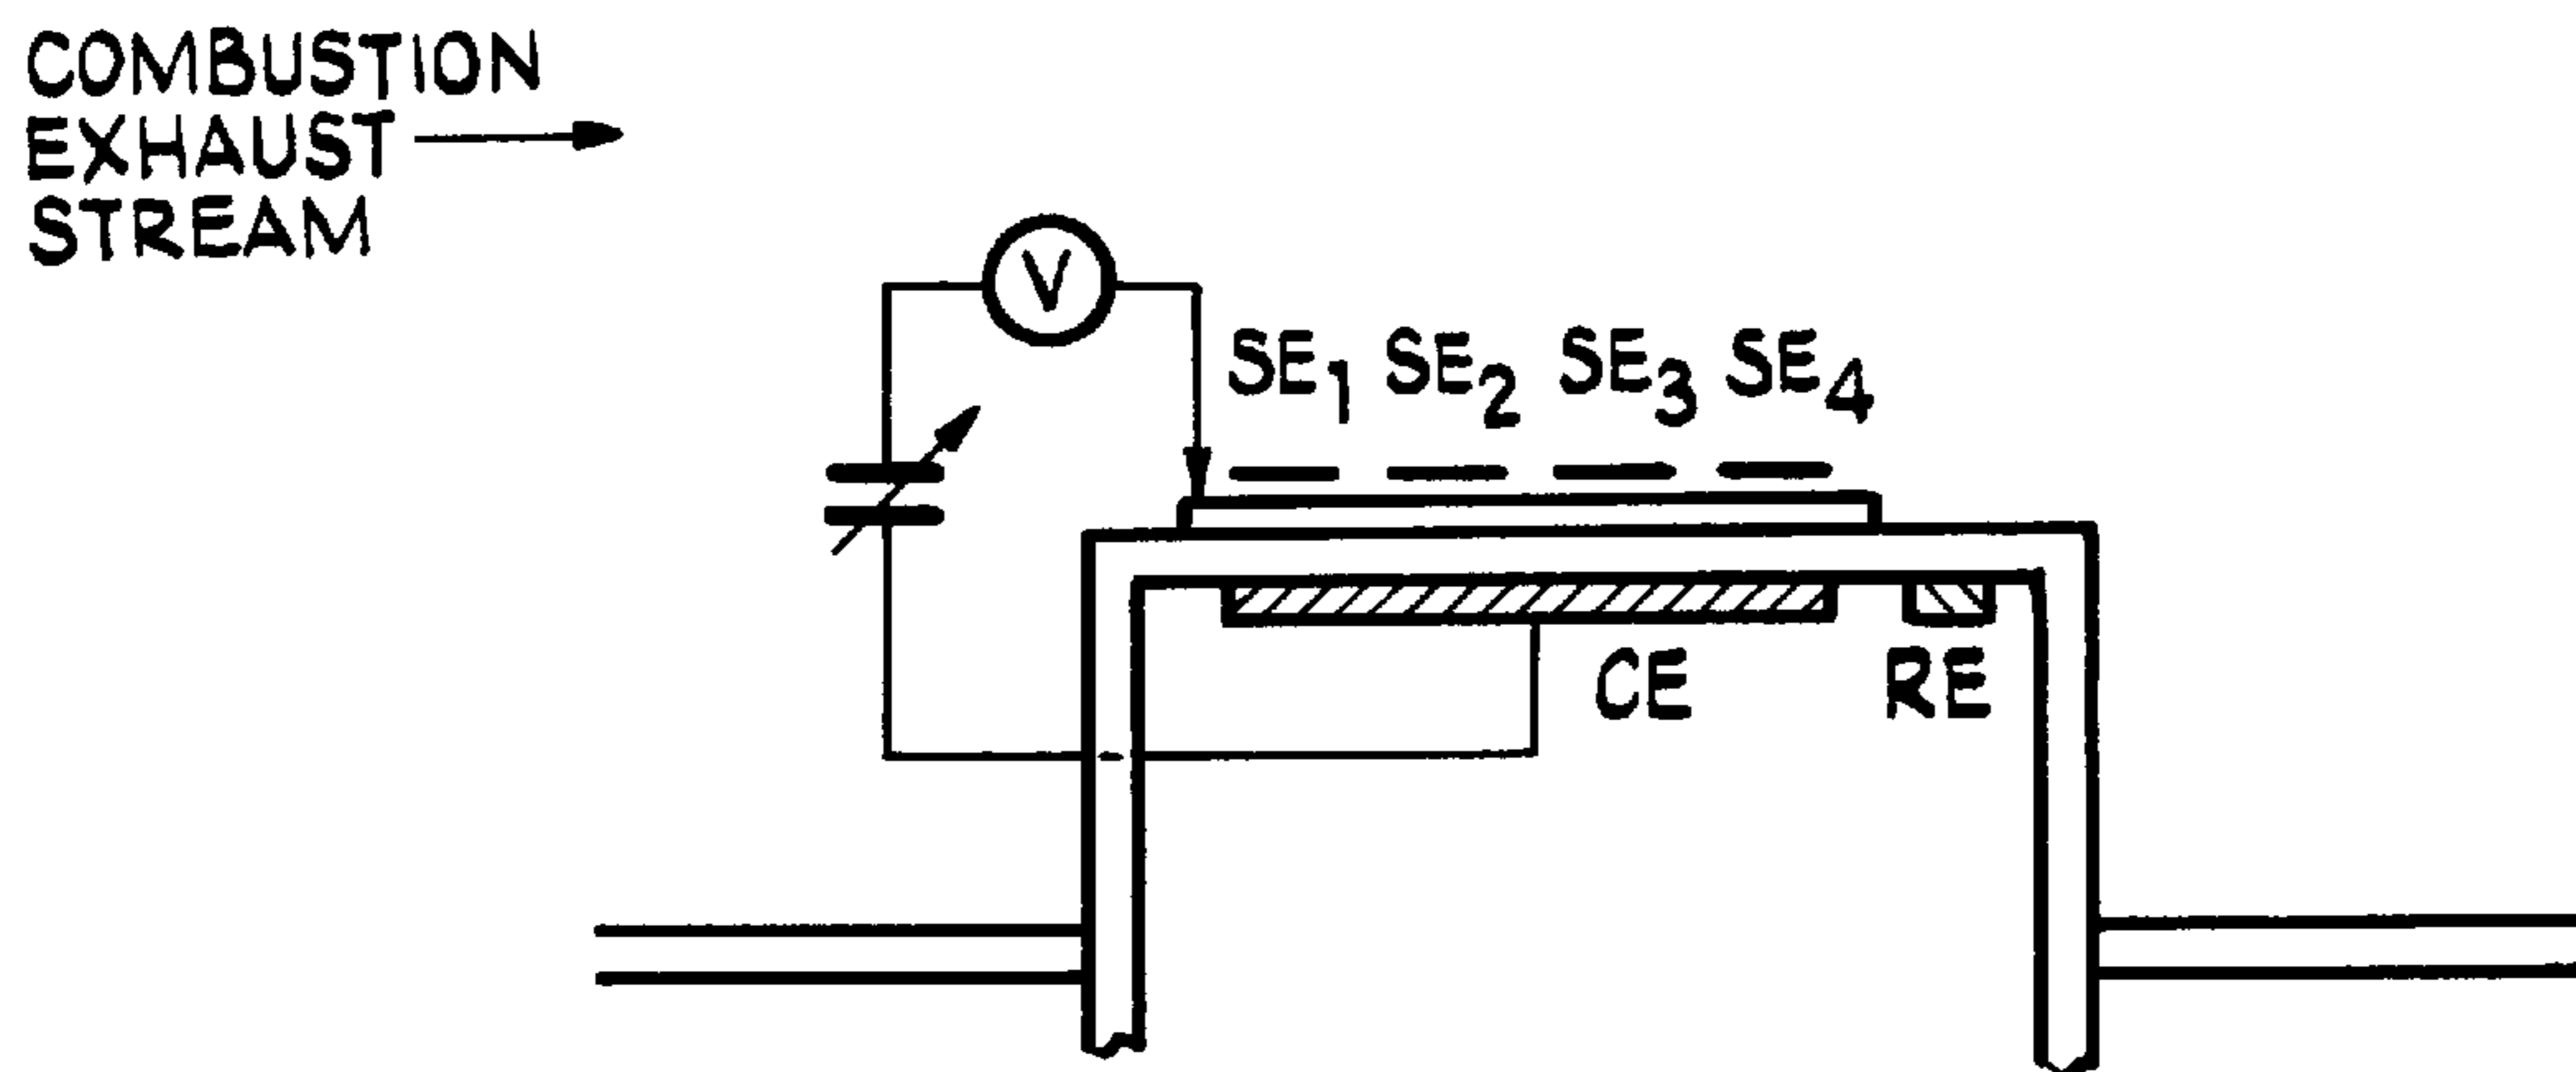 COMBUSTION
EXHAUST
STREAM
V
SE1 SE2 SE3 SE4
CE
RE